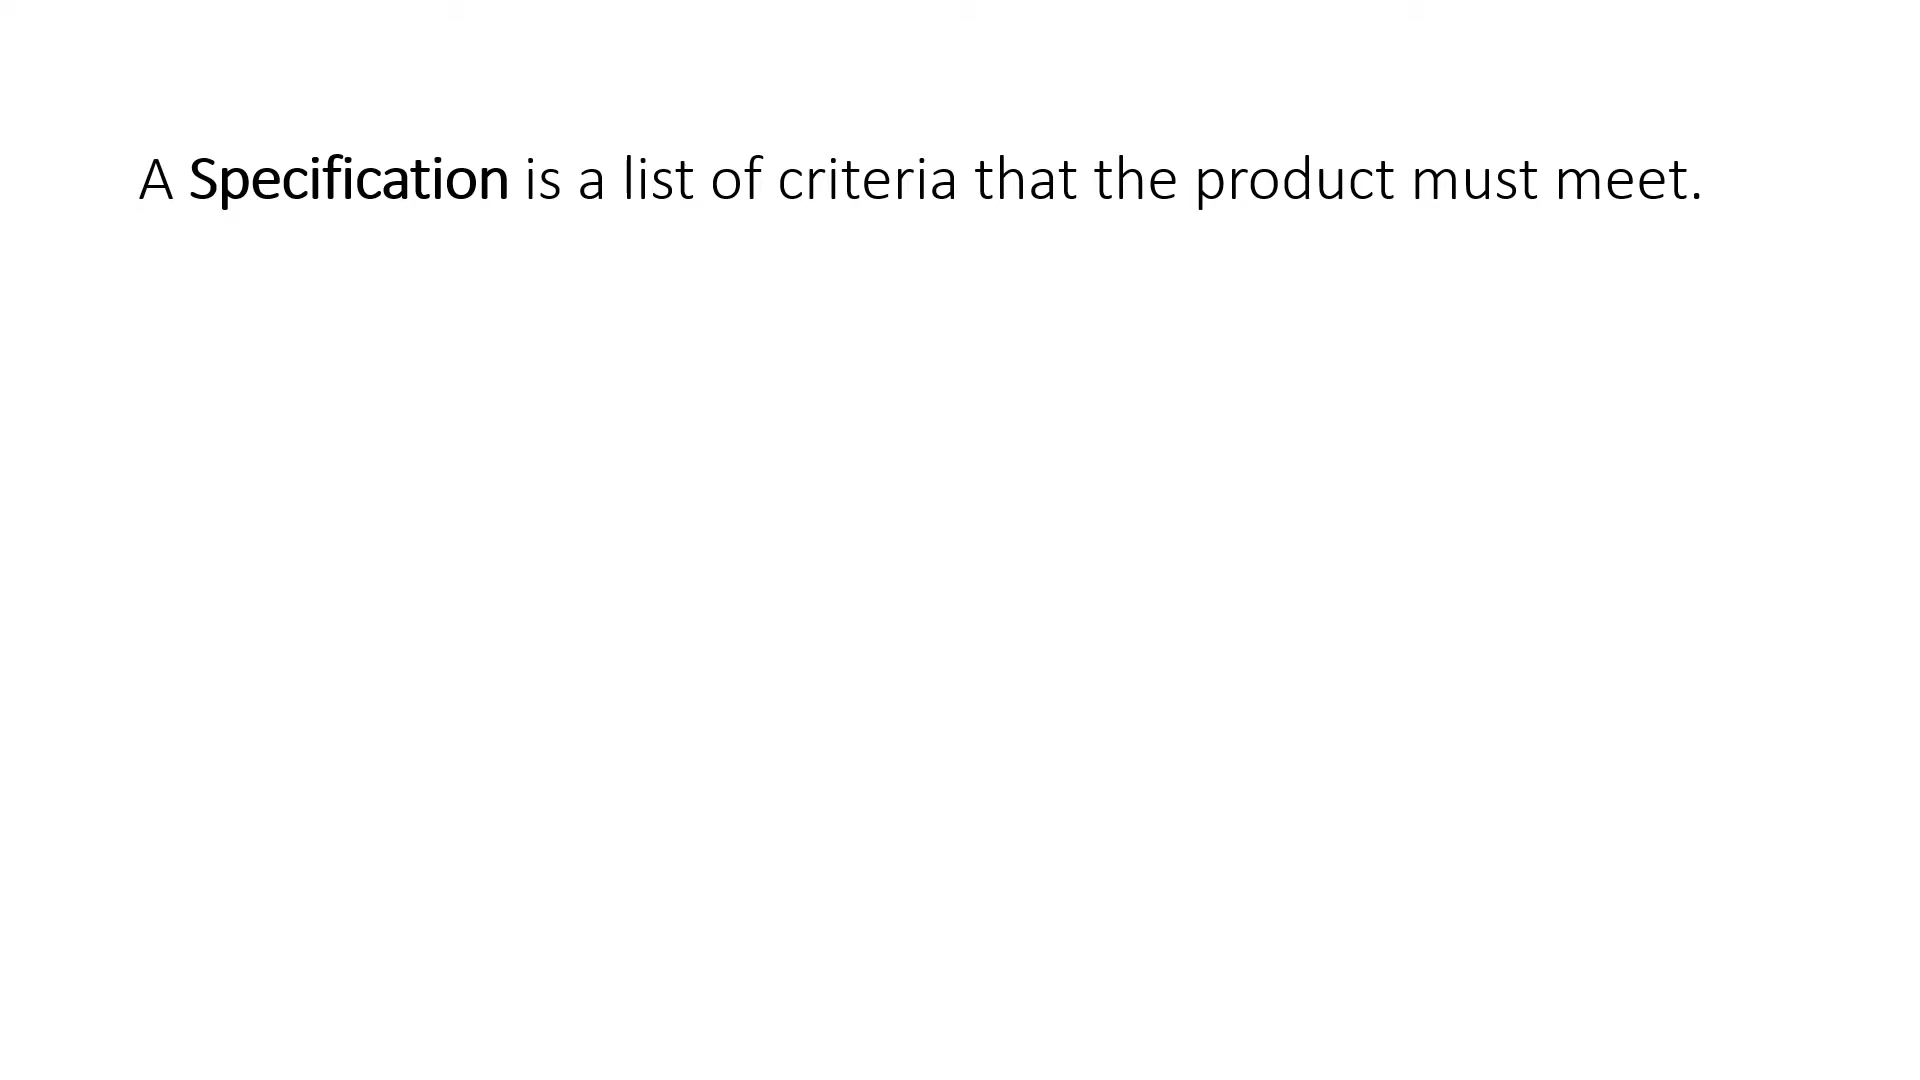 A Specification is a list of criteria that the product must meet.